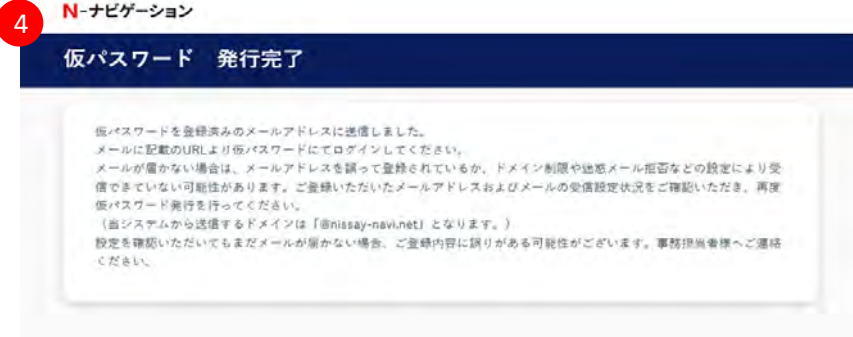 4
N-ナビゲーション
仮パスワード 発行完了
仮パスワードを登録済みのメールアドレスに送信しました。
メールに記載のURLより仮パスワードにてログインしてください。
メールが届かない場合は、メールアドレスを誤って登録されているか、ドメイン制限や迷惑メール拒否などの設定により受
信できていない可能性があります。ご登録いただいたメールアドレスおよびメールの受信設定状況をご確認いただき、再度
仮パスワード発行を行ってください。
（当システムから送信するドメインは「@nissay-navi.net」となります。）
設定を確認いただいてもまだメールが届かない場合、ご登録内容に誤りがある可能性がございます。事務担当者様へご連絡
ください。